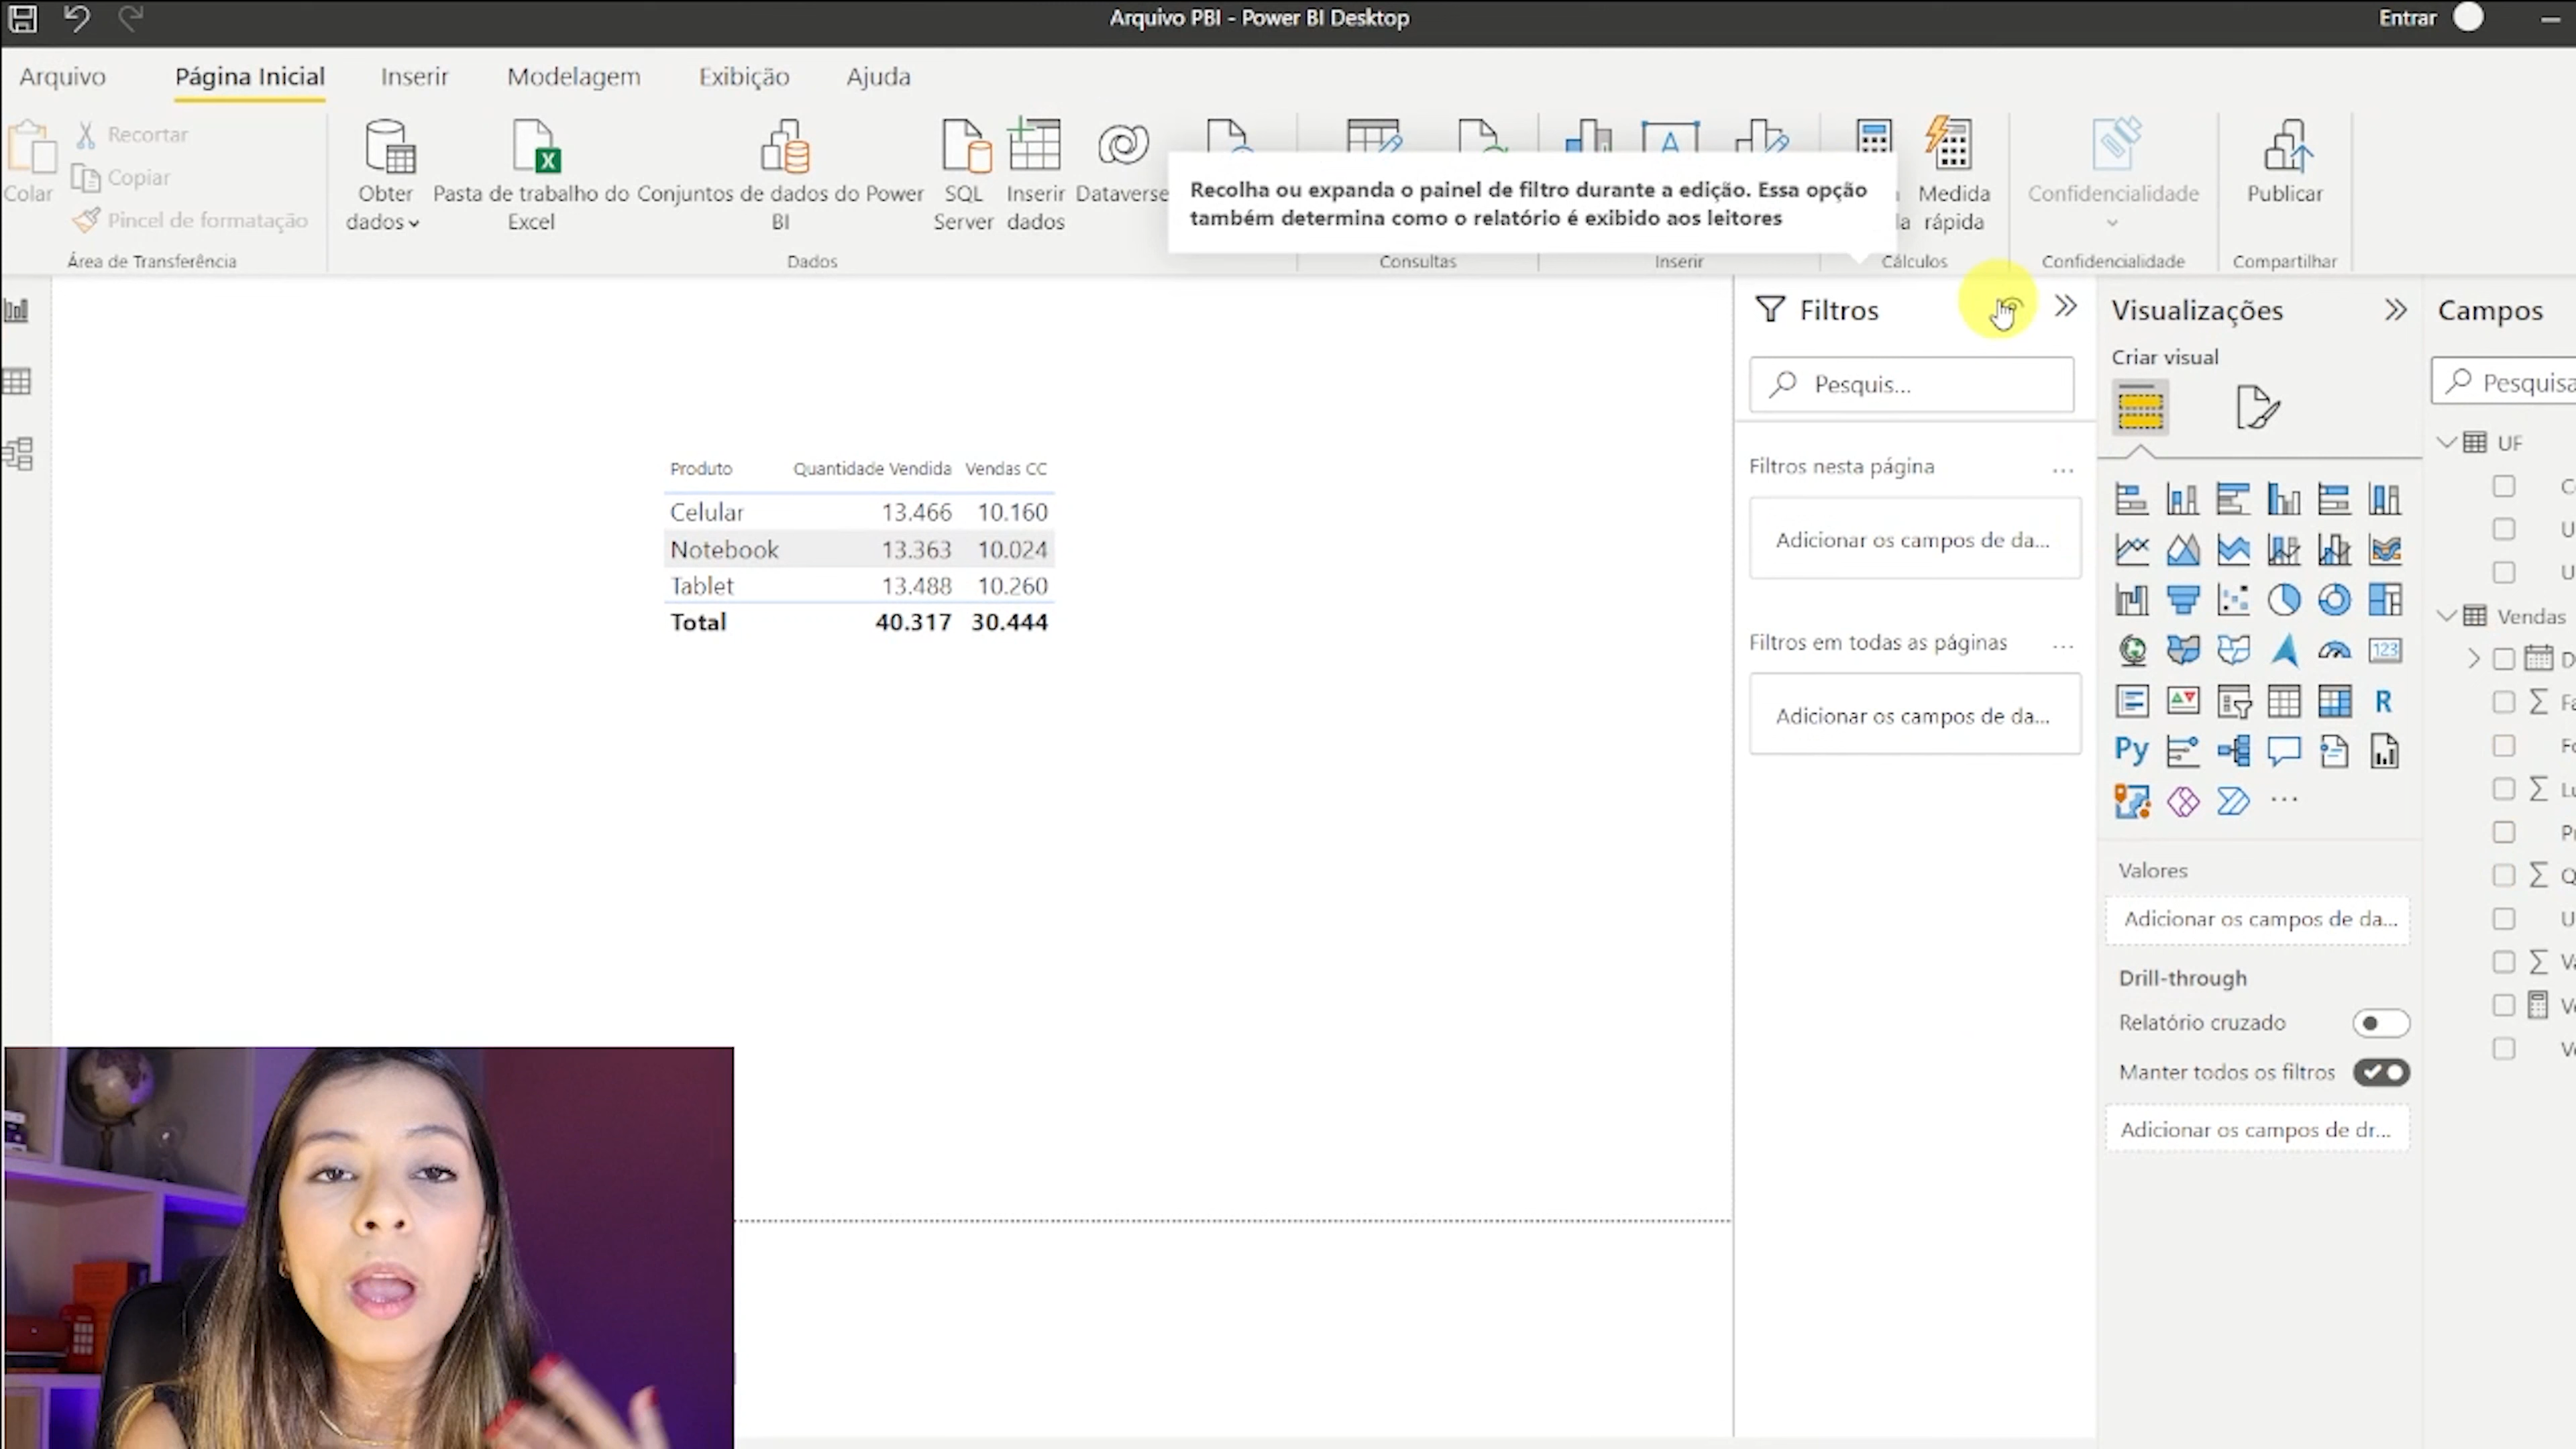 Arquivo PBI - Power BI Desktop
Entrar
Arquivo
Página Inicial
Inserir
Modelagem
Exibição
Ajuda
Colar
Recortar
Copiar
Pincel de formatação
Área de Transferência
Obter
dados
Pasta de trabalho do
Excel
Conjuntos de dados do Power
BI
SQL
Server
Inserir
dados
Dataverse
Dados
Recolha ou expanda o painel de filtro durante a edição. Essa opção
também determina como o relatório é exibido aos leitores
Consultas
Inserir
Medida
rápida
Cálculos
Confidencialidade
Confidencialidade
Publicar
Compartilhar
Produto Quantidade Vendida Vendas CC
Celular 13.466 10.160
Notebook 13.363 10.024
Tablet 13.488 10.260
Total 40.317 30.444
Filtros
Pesquis...
Filtros nesta página ...
Adicionar os campos de da...
Filtros em todas as páginas ...
Adicionar os campos de da...
Visualizações
Criar visual
123
R
Py
...
Valores
Adicionar os campos de da...
Drill-through
Relatório cruzado
Manter todos os filtros
Adicionar os campos de dr...
Campos
Pesquisa
UF
Vendas